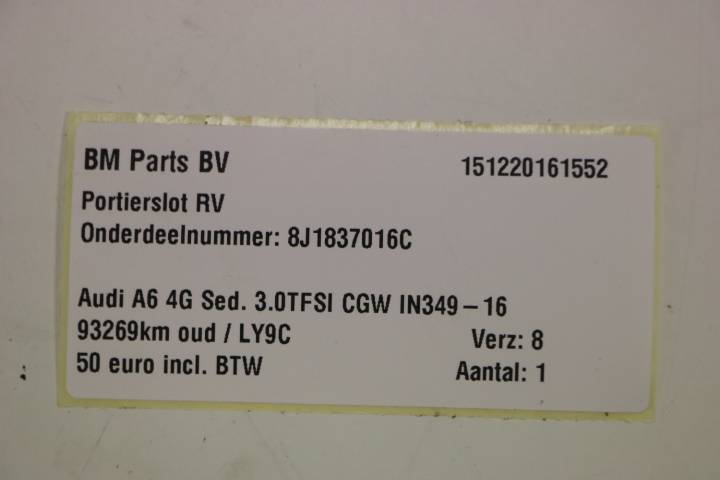 BM Parts BV 151220161552
Portierslot RV
Onderdeelnummer: 8J1837016C
Audi A6 4G Sed. 3.0TFSI CGW IN349-16
93269km oud / LY9C Verz: 8
50 euro incl. BTW Aantal: 1